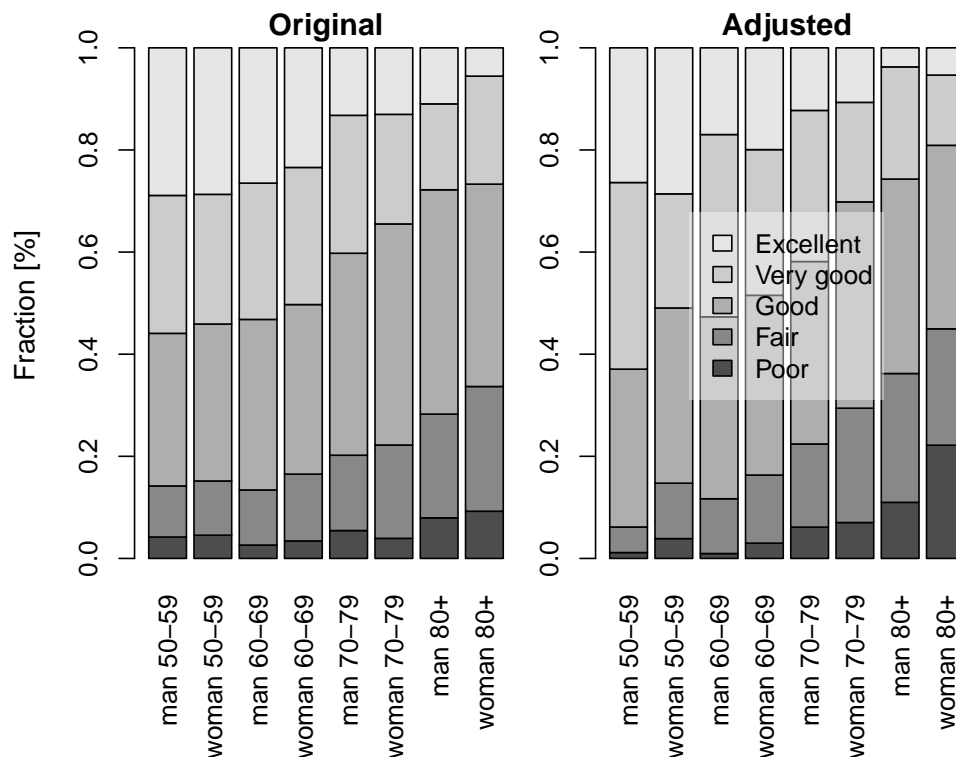 Original
Adjusted
Fraction [%]
1.0
0.8
0.6
0.4
0.2
0.0
man 50−59
woman 50−59
man 60−69
woman 60−69
man 70−79
woman 70−79
man 80+
woman 80+
1.0
0.8
0.6
0.4
0.2
0.0
Excellent
Very good
Good
Fair
Poor
man 50−59
woman 50−59
man 60−69
woman 60−69
man 70−79
woman 70−79
man 80+
woman 80+